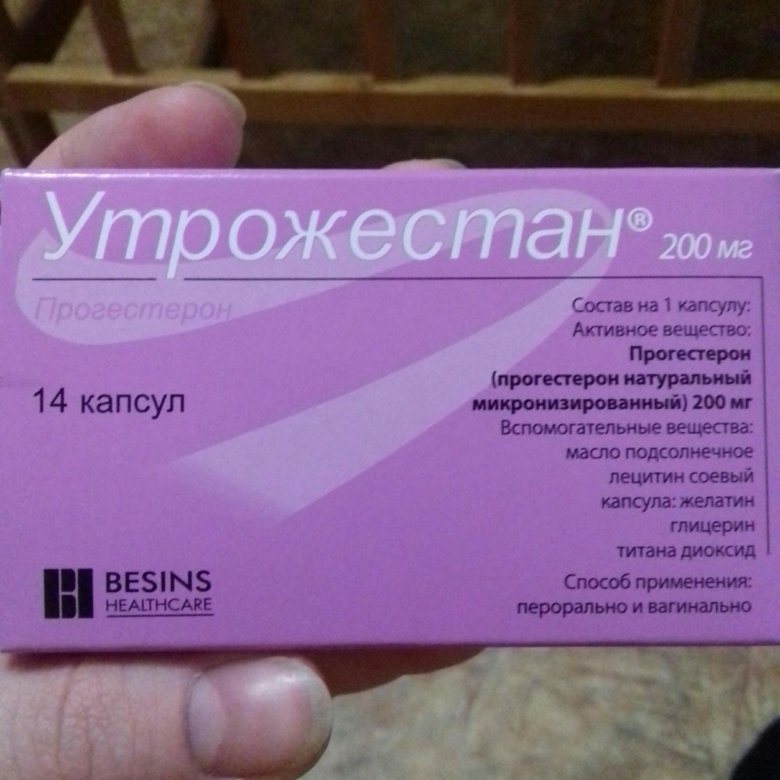 Утрожестан® 200 мг
Прогестерон
14 капсул
Состав на 1 капсулу:
Активное вещество:
Прогестерон
(прогестерон натуральный
микронизированный) 200 мг
Вспомогательные вещества:
масло подсолнечное
лецитин соевый
капсула: желатин
глицерин
титана диоксид
Способ применения:
перорально и вагинально
BESINS
HEALTHCARE